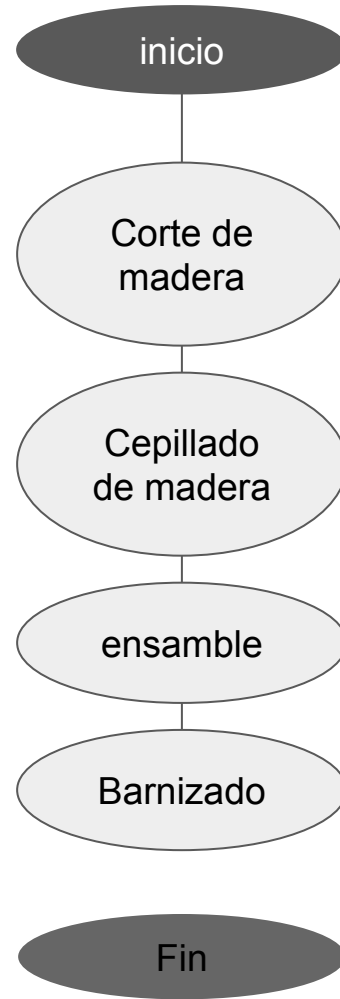 inicio
Corte de
madera
Cepillado
de madera
ensamble
Barnizado
Fin